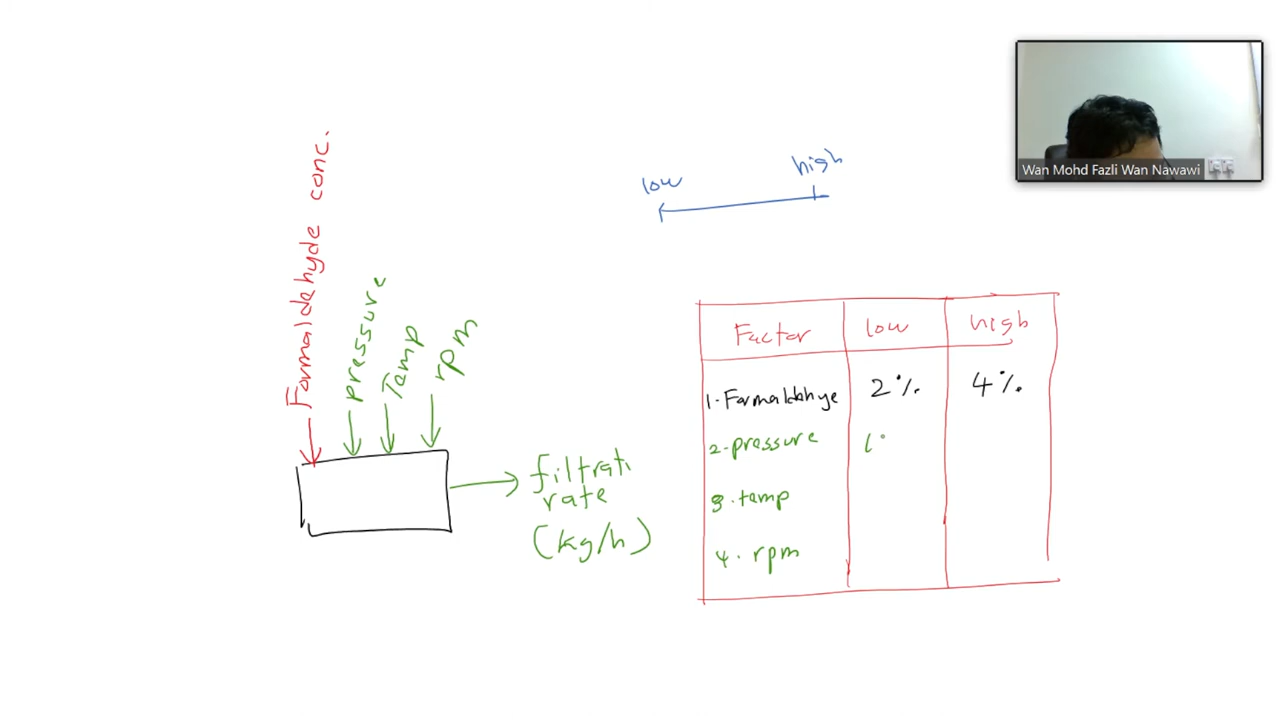 Formaldehyde conc.
pressure
Temp
rpm
filtrati
rate
(kg/h)
low
high
Factor low high
1. Formaldahye 2% 4%
2. pressure
3. temp
4. rpm
Wan Mohd Fazli Wan Nawawi